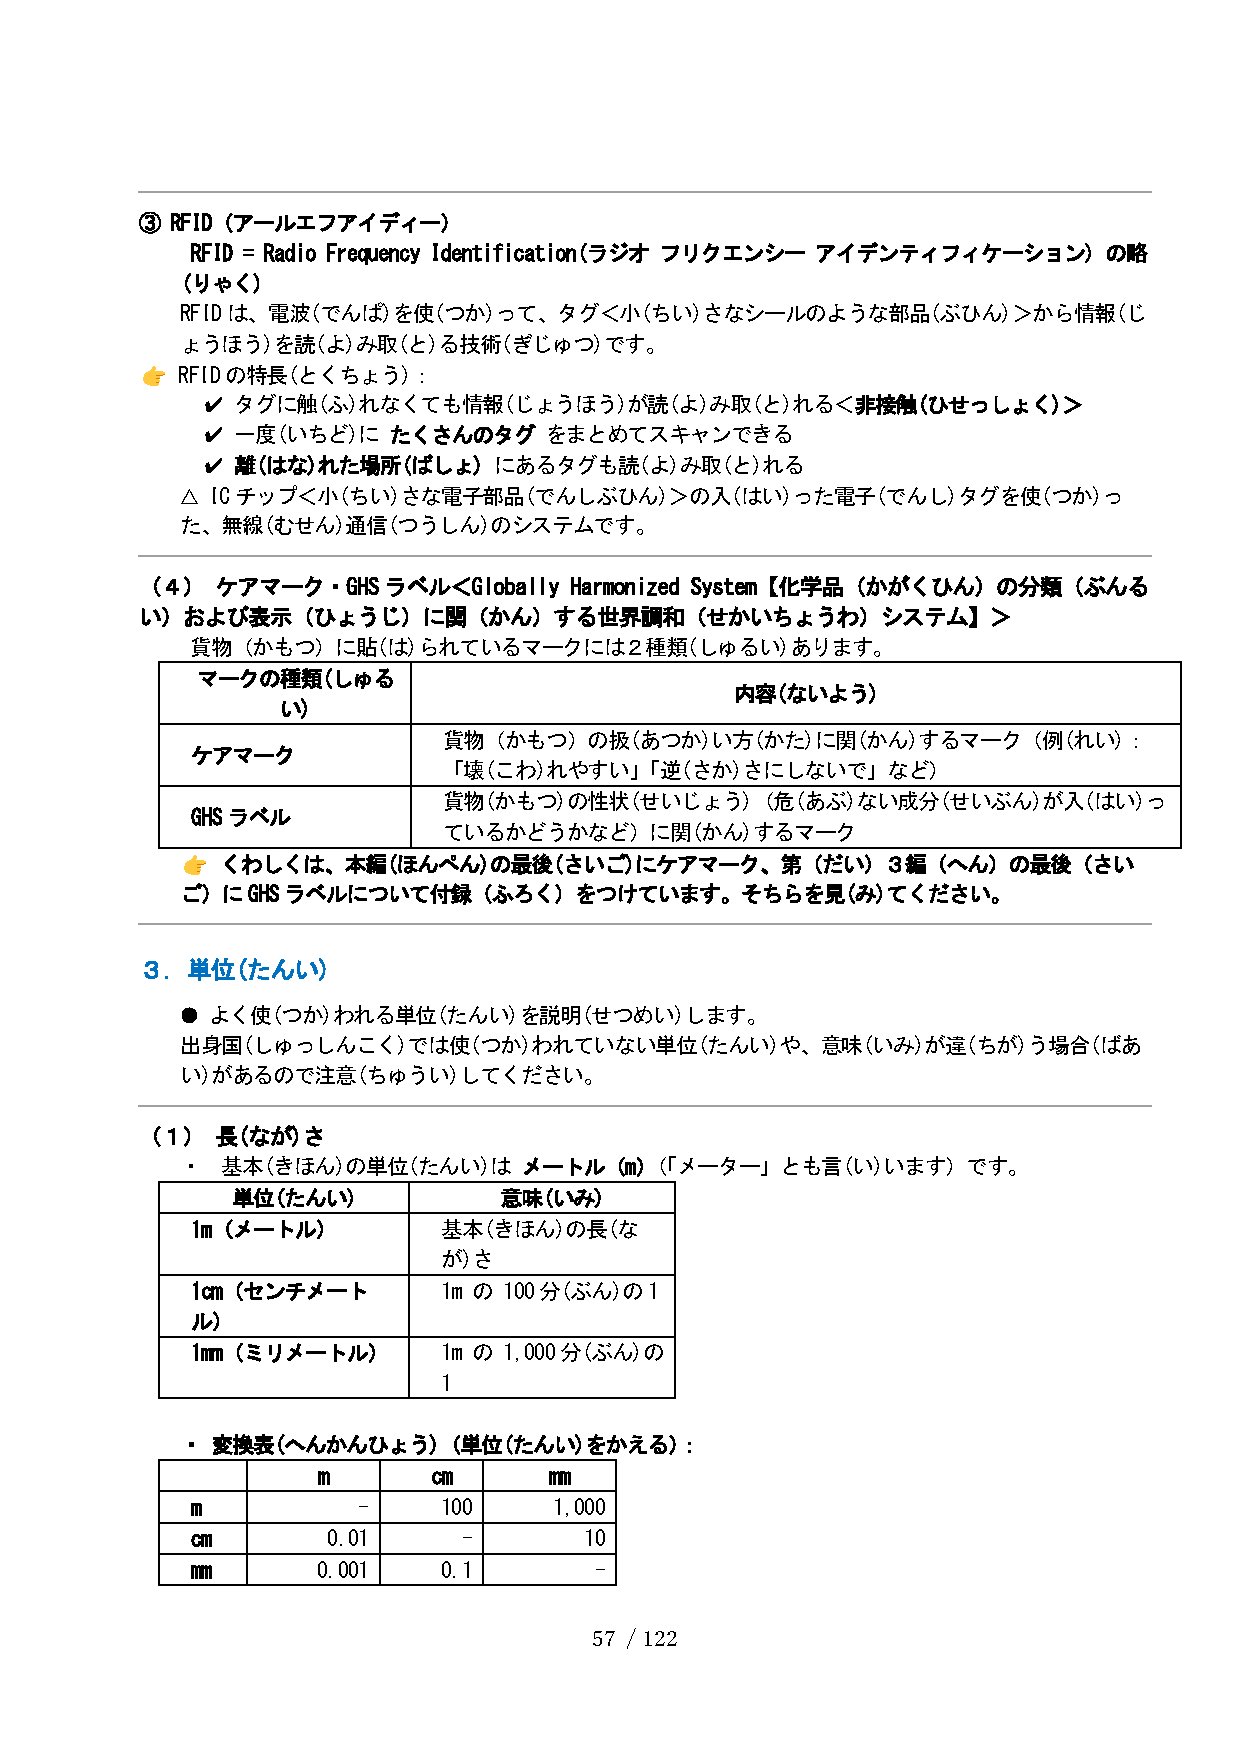 ③ RFID（アールエフアイディー）
RFID = Radio Frequency Identification(ラジオ フリクエンシー アイデンティフィケーション) の略
(りゃく)
RFIDは、電波(でんぱ)を使(つか)って、タグ＜小(ちい)さなシールのような部品(ぶひん)＞から情報(じ
ょうほう)を読(よ)み取(と)る技術(ぎじゅつ)です。
👉 RFIDの特長(とくちょう)：
✔ タグに触(ふ)れなくても情報(じょうほう)が読(よ)み取(と)れる＜非接触(ひせっしょく)＞
✔ 一度(いちど)に たくさんのタグ をまとめてスキャンできる
✔ 離(はな)れた場所(ばしょ) にあるタグも読(よ)み取(と)れる
△ ICチップ＜小(ちい)さな電子部品(でんしぶひん)＞の入(はい)った電子(でんし)タグを使(つか)っ
た、無線(むせん)通信(つうしん)のシステムです。
（４） ケアマーク・GHSラベル＜Globally Harmonized System【化学品（かがくひん）の分類（ぶんる
い）および表示（ひょうじ）に関（かん）する世界調和（せかいちょうわ）システム】＞
貨物（かもつ）に貼(は)られているマークには２種類(しゅるい)あります。
マークの種類(しゅる
い) 内容(ないよう)
ケアマーク 貨物（かもつ）の扱(あつか)い方(かた)に関(かん)するマーク（例(れい)：
「壊(こわ)れやすい」「逆(さか)さにしないで」など）
GHSラベル 貨物(かもつ)の性状(せいじょう)（危(あぶ)ない成分(せいぶん)が入(はい)っ
ているかどうかなど）に関(かん)するマーク
👉 くわしくは、本編(ほんぺん)の最後(さいご)にケアマーク、第（だい）３編（へん）の最後（さい
ご）にGHSラベルについて付録（ふろく）をつけています。そちらを見(み)てください。
３．単位(たんい)
● よく使(つか)われる単位(たんい)を説明(せつめい)します。
出身国(しゅっしんこく)では使(つか)われていない単位(たんい)や、意味(いみ)が違(ちが)う場合(ばあ
い)があるので注意(ちゅうい)してください。
（１） 長(なが)さ
・ 基本(きほん)の単位(たんい)は メートル (m)（「メーター」とも言(い)います）です。
単位(たんい) 意味(いみ)
1m（メートル） 基本(きほん)の長(な
が)さ
1cm（センチメート
ル） 1m の 100分(ぶん)の1
1mm（ミリメートル） 1m の 1,000分(ぶん)の
1
・ 変換表(へんかんひょう)（単位(たんい)をかえる）：
m cm mm
m - 100 1,000
cm 0.01 - 10
mm 0.001 0.1 -
57 / 122